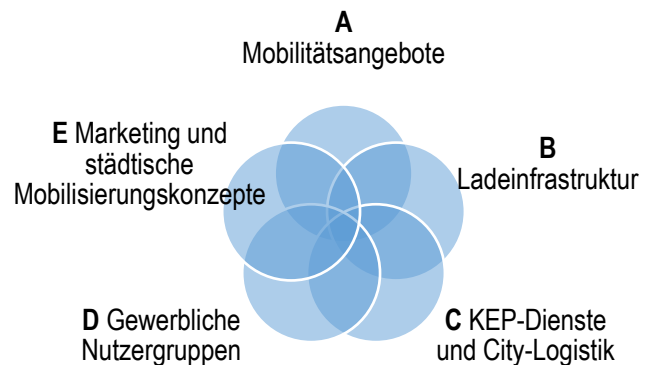 A
Mobilitätsangebote
B
Ladeinfrastruktur
C KEP-Dienste
und City-Logistik
D Gewerbliche
Nutzergruppen
E Marketing und
städtische
Mobilisierungskonzepte